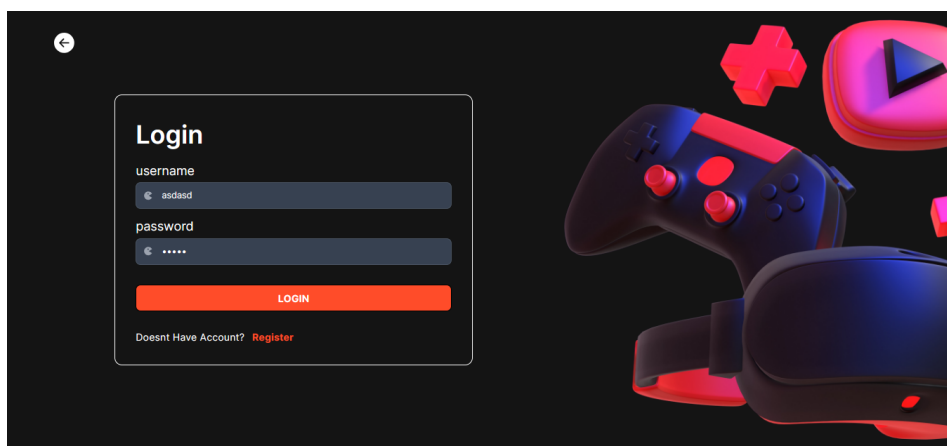 Login
username
asdasd
password
•••••
LOGIN
Doesnt Have Account? Register